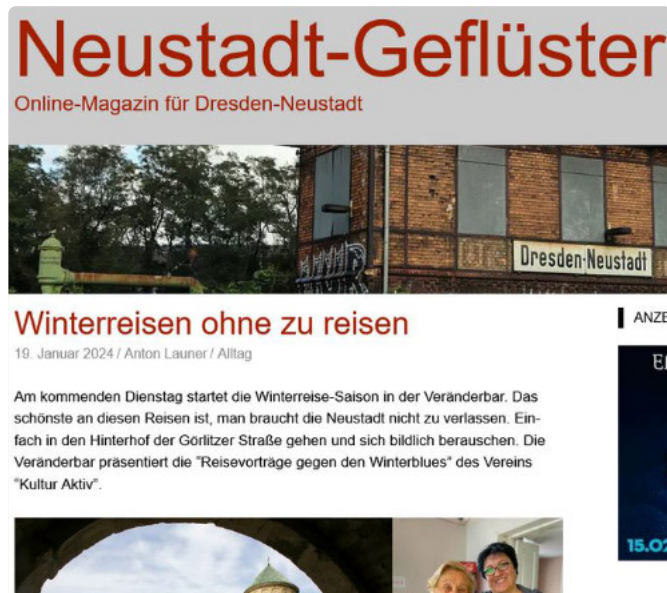 Neustadt-Geflüster
Online-Magazin für Dresden-Neustadt
Dresden-Neustadt
Winterreisen ohne zu reisen
19. Januar 2024 / Anton Launer / Alltag
Am kommenden Dienstag startet die Winterreise-Saison in der Veränderbar. Das
schönste an diesen Reisen ist, man braucht die Neustadt nicht zu verlassen. Ein-
fach in den Hinterhof der Görlitzer Straße gehen und sich bildlich berauschen. Die
Veränderbar präsentiert die "Reisevorträge gegen den Winterblues" des Vereins
"Kultur Aktiv".
ANZE
15.02